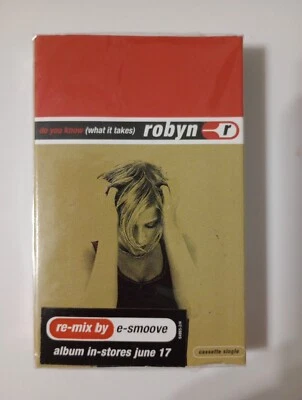 do you know (what it takes) robyn r
re-mix by e-smoove
album in-stores june 17
cassette single